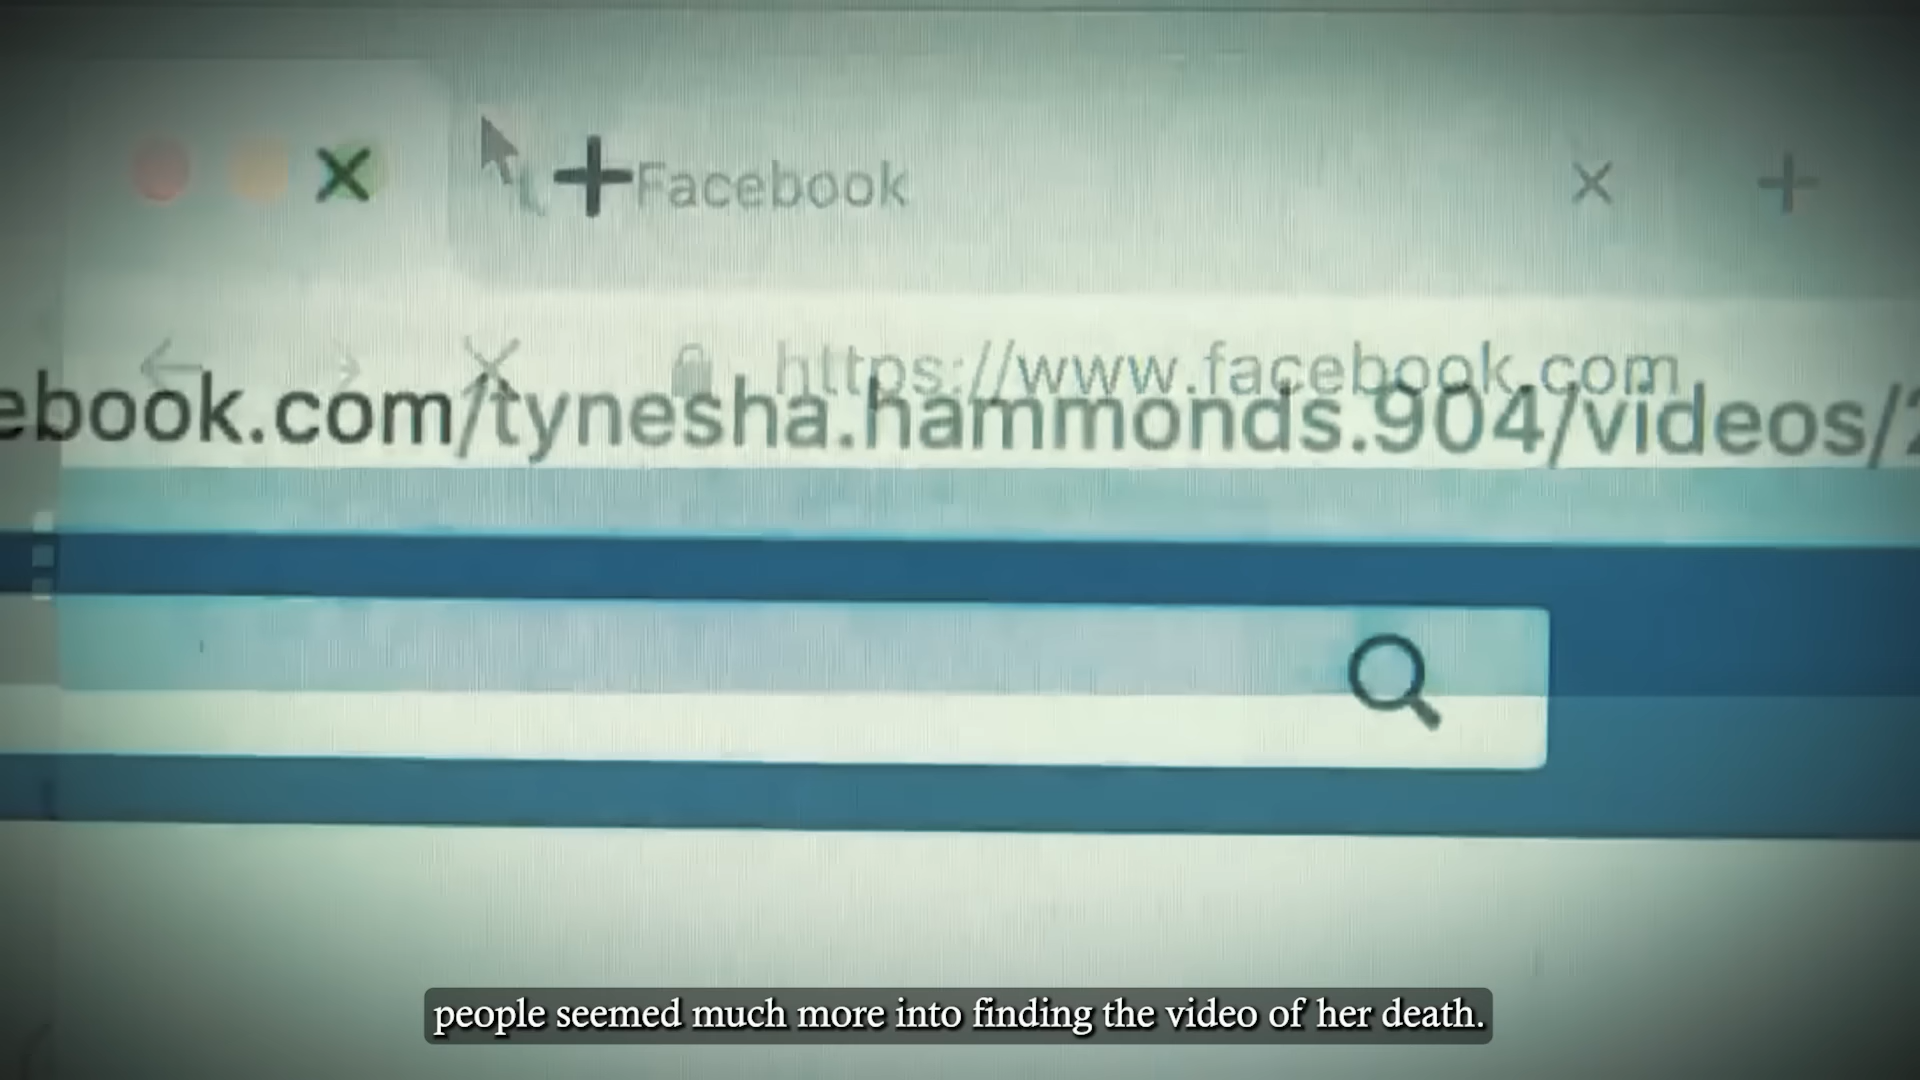 Facebook
https://www.facebook.com
ebook.com/tynesha.hammonds.904/videos/2
people seemed much more into finding the video of her death.